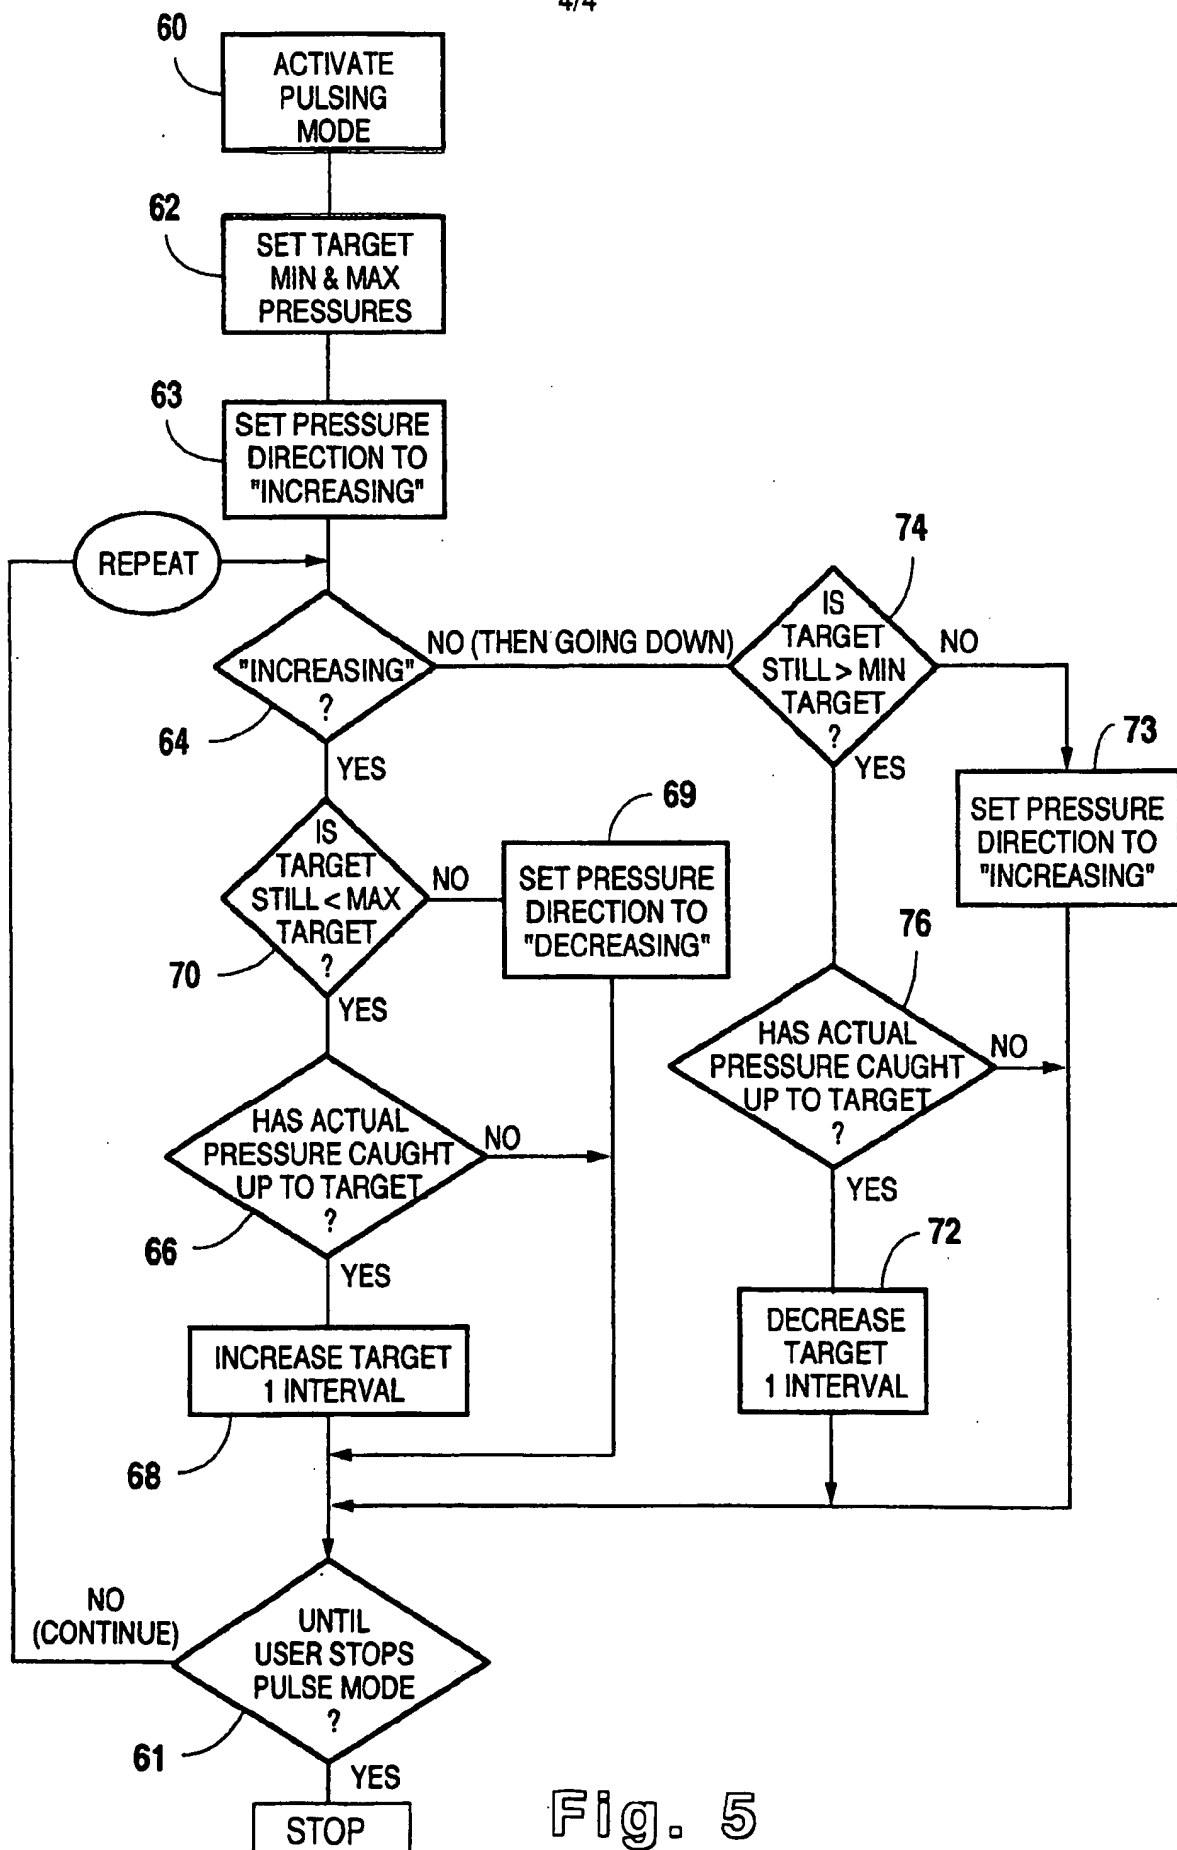 4/4
60
ACTIVATE
PULSING
MODE
62
SET TARGET
MIN & MAX
PRESSURES
63
SET PRESSURE
DIRECTION TO
"INCREASING"
REPEAT
"INCREASING"
?
64
NO (THEN GOING DOWN)
YES
74
IS
TARGET
STILL > MIN
TARGET
?
NO
YES
73
SET PRESSURE
DIRECTION TO
"INCREASING"
IS
TARGET
STILL < MAX
TARGET
?
70
NO
YES
69
SET PRESSURE
DIRECTION TO
"DECREASING"
76
HAS ACTUAL
PRESSURE CAUGHT
UP TO TARGET
?
NO
YES
HAS ACTUAL
PRESSURE CAUGHT
UP TO TARGET
?
66
NO
YES
72
DECREASE
TARGET
1 INTERVAL
INCREASE TARGET
1 INTERVAL
68
NO
(CONTINUE)
UNTIL
USER STOPS
PULSE MODE
?
61
YES
STOP
Fig. 5